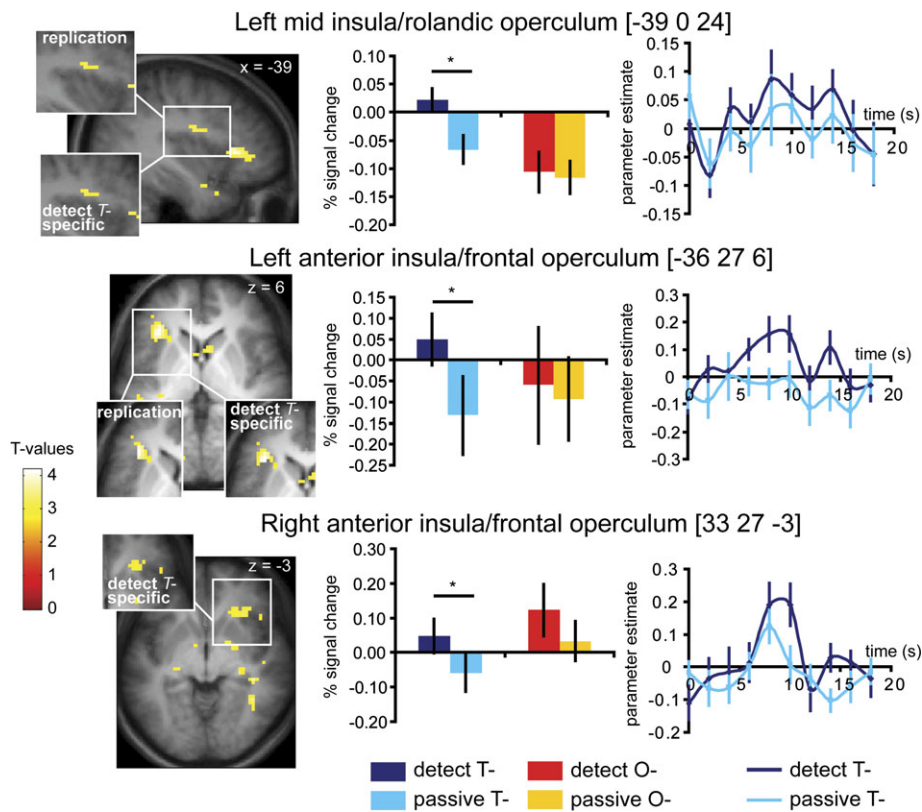 Left mid insula/rolandic operculum [-39 0 24]
replication
x = -39
detect T-
specific
% signal change
0.10
0.05
0.00
-0.05
-0.10
-0.15
-0.20
*
parameter estimate
0.15
0.10
0.05
0
-0.05
-0.1
-0.15
0
5
10
15
20
time (s)
Left anterior insula/frontal operculum [-36 27 6]
z = 6
replication
detect T-
specific
% signal change
0.15
0.10
0.05
0.00
-0.05
-0.10
-0.15
-0.20
-0.25
*
parameter estimate
0.3
0.2
0.1
0
-0.1
-0.2
-0.3
0
5
10
15
20
time (s)
T-values
4
3
2
1
0
Right anterior insula/frontal operculum [33 27 -3]
z = -3
detect T-
specific
% signal change
0.30
0.20
0.10
0.00
-0.10
-0.20
*
parameter estimate
0.3
0.2
0.1
0
-0.1
-0.2
0
5
10
15
20
time (s)
detect T-
detect O-
detect T-
passive T-
passive O-
passive T-